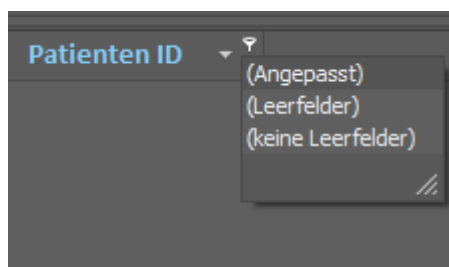 Patienten ID
(Angepasst)
(Leerfelder)
(keine Leerfelder)